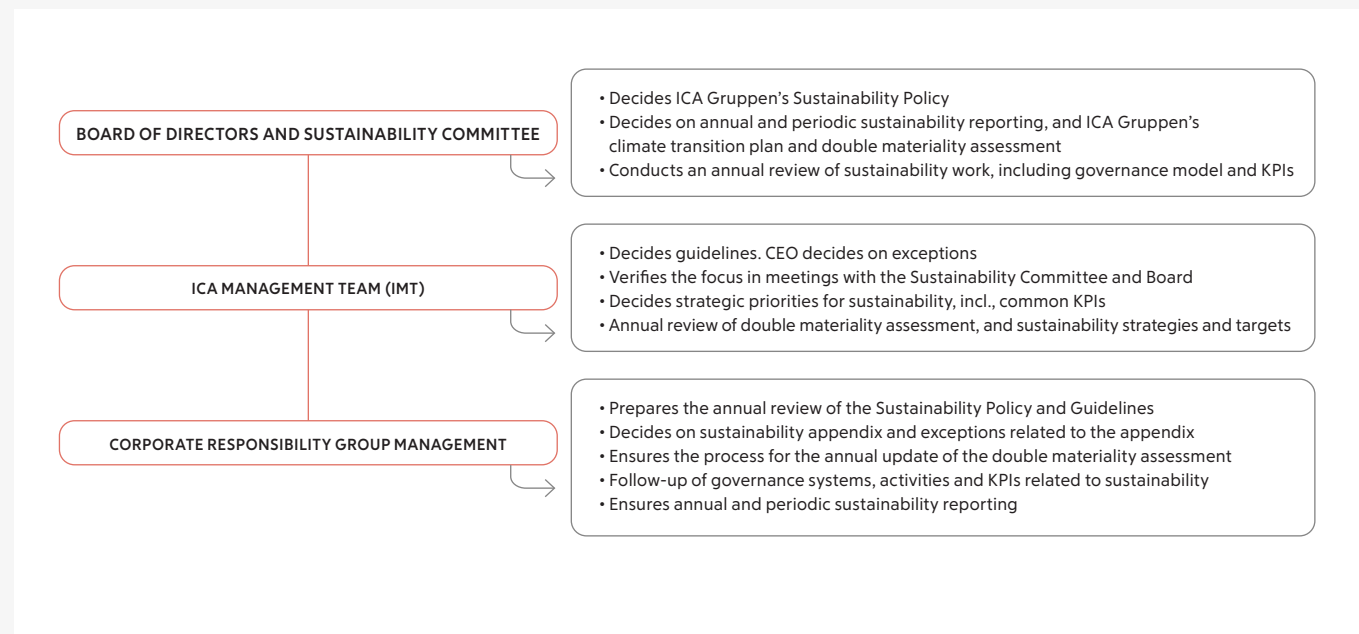 BOARD OF DIRECTORS AND SUSTAINABILITY COMMITTEE
• Decides ICA Gruppen’s Sustainability Policy
• Decides on annual and periodic sustainability reporting, and ICA Gruppen’s
climate transition plan and double materiality assessment
• Conducts an annual review of sustainability work, including governance model and KPIs
ICA MANAGEMENT TEAM (IMT)
• Decides guidelines. CEO decides on exceptions
• Verifies the focus in meetings with the Sustainability Committee and Board
• Decides strategic priorities for sustainability, incl., common KPIs
• Annual review of double materiality assessment, and sustainability strategies and targets
CORPORATE RESPONSIBILITY GROUP MANAGEMENT
• Prepares the annual review of the Sustainability Policy and Guidelines
• Decides on sustainability appendix and exceptions related to the appendix
• Ensures the process for the annual update of the double materiality assessment
• Follow-up of governance systems, activities and KPIs related to sustainability
• Ensures annual and periodic sustainability reporting